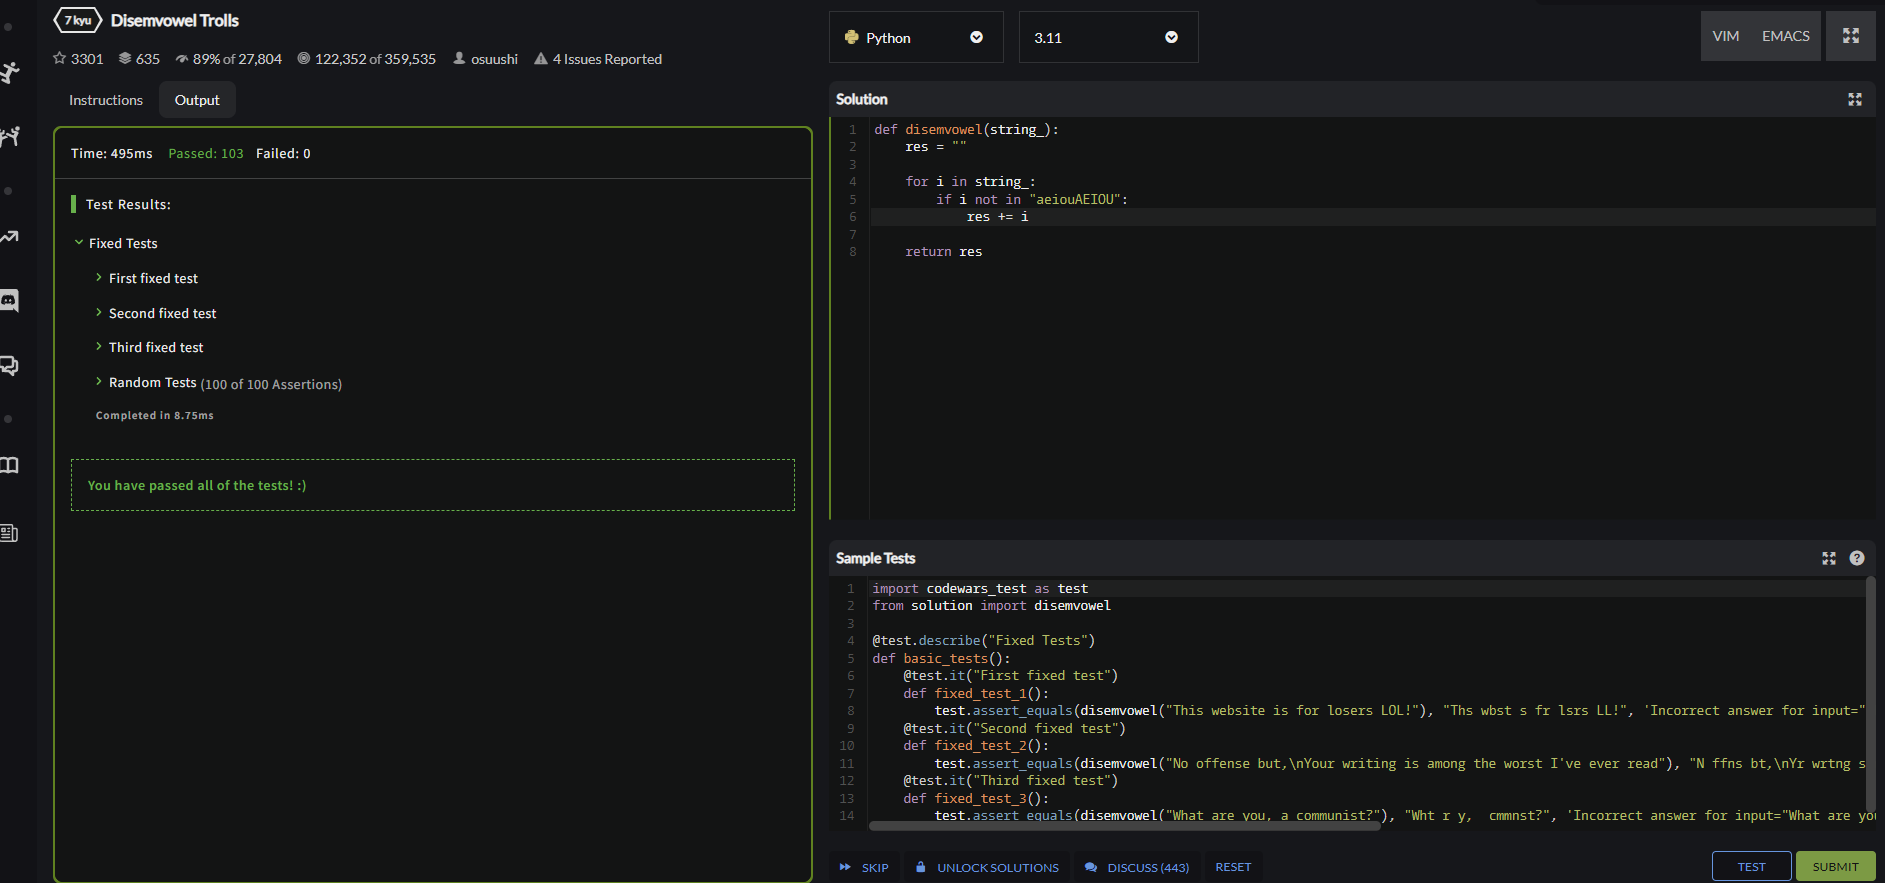 7 kyu Disemvowel Trolls
3301 635 89% of 27,804 122,352 of 359,535 osuushi 4 Issues Reported
Instructions Output
Time: 495ms Passed: 103 Failed: 0
Test Results:
Fixed Tests
First fixed test
Second fixed test
Third fixed test
Random Tests (100 of 100 Assertions)
Completed in 8.75ms
You have passed all of the tests! :)
Python 3.11 VIM EMACS
Solution
1 def disemvowel(string_):
2 res = ""
3
4 for i in string_:
5 if i not in "aeiouAEIOU":
6 res += i
7
8 return res
Sample Tests ?
1 import codewars_test as test
2 from solution import disemvowel
3
4 @test.describe("Fixed Tests")
5 def basic_tests():
6 @test.it("First fixed test")
7 def fixed_test_1():
8 test.assert_equals(disemvowel("This website is for losers LOL!"), "Ths wbst s fr lsrs LL!", 'Incorrect answer for input="
9 @test.it("Second fixed test")
10 def fixed_test_2():
11 test.assert_equals(disemvowel("No offense but,\nYour writing is among the worst I've ever read"), "N ffns bt,\nYr wrtng s
12 @test.it("Third fixed test")
13 def fixed_test_3():
14 test.assert_equals(disemvowel("What are you, a communist?"), "Wht r y,  cmmnst?", 'Incorrect answer for input="What are yo
SKIP UNLOCK SOLUTIONS DISCUSS (443) RESET TEST SUBMIT